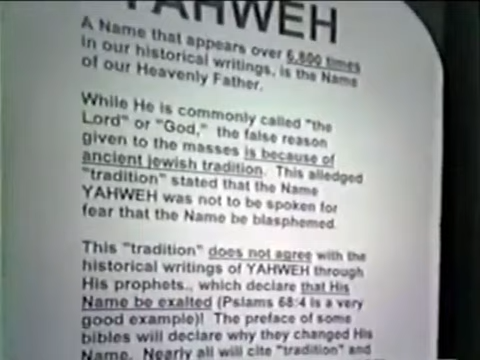 YAHWEH
A Name that appears over 6,800 times
in our historical writings, is the Name
of our Heavenly Father.
While He is commonly called "the
Lord" or "God," the false reason
given to the masses is because of
ancient jewish tradition. This alledged
"tradition" stated that the Name
YAHWEH was not to be spoken for
fear that the Name be blasphemed.
This "tradition" does not agree with the
historical writings of YAHWEH through
His prophets., which declare that His
Name be exalted (Pslams 68:4 is a very
good example)! The preface of some
bibles will declare why they changed His
Name. Nearly all will cite "tradition" and